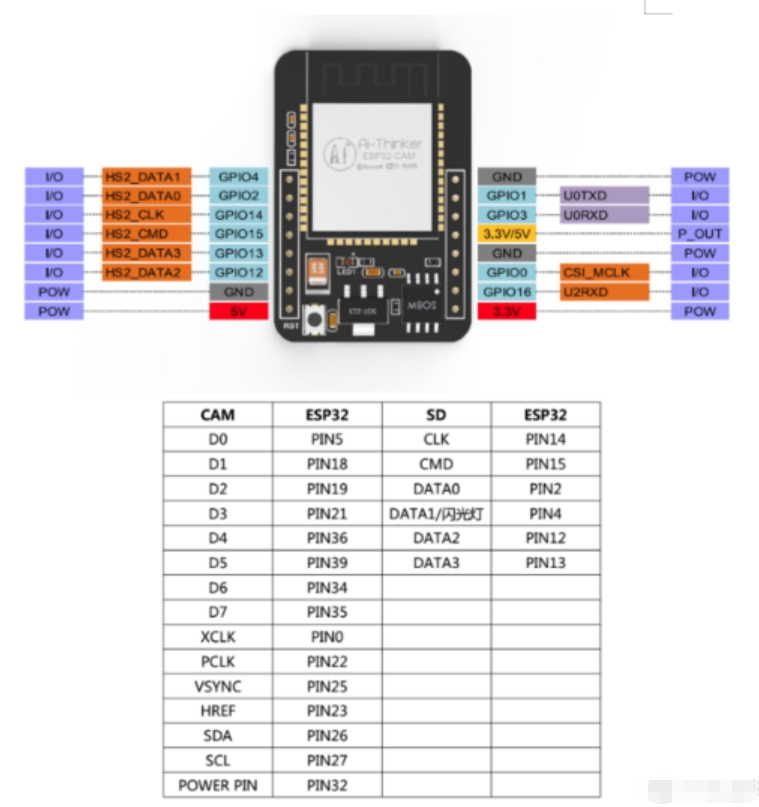 Ai-Thinker
ESP32-CAM
I/O HS2_DATA1 GPIO4 GND POW
I/O HS2_DATA0 GPIO2 GPIO1 U0TXD I/O
I/O HS2_CLK GPIO14 GPIO3 U0RXD I/O
I/O HS2_CMD GPIO15 3.3V/5V P_OUT
I/O HS2_DATA3 GPIO13 GND POW
I/O HS2_DATA2 GPIO12 GPIO0 CSI_MCLK I/O
POW GND GPIO16 U2RXD I/O
POW 5V 3.3V POW
LED1
RST
CAM ESP32 SD ESP32
D0 PIN5 CLK PIN14
D1 PIN18 CMD PIN15
D2 PIN19 DATA0 PIN2
D3 PIN21 DATA1/闪光灯 PIN4
D4 PIN36 DATA2 PIN12
D5 PIN39 DATA3 PIN13
D6 PIN34
D7 PIN35
XCLK PIN0
PCLK PIN22
VSYNC PIN25
HREF PIN23
SDA PIN26
SCL PIN27
POWER PIN PIN32